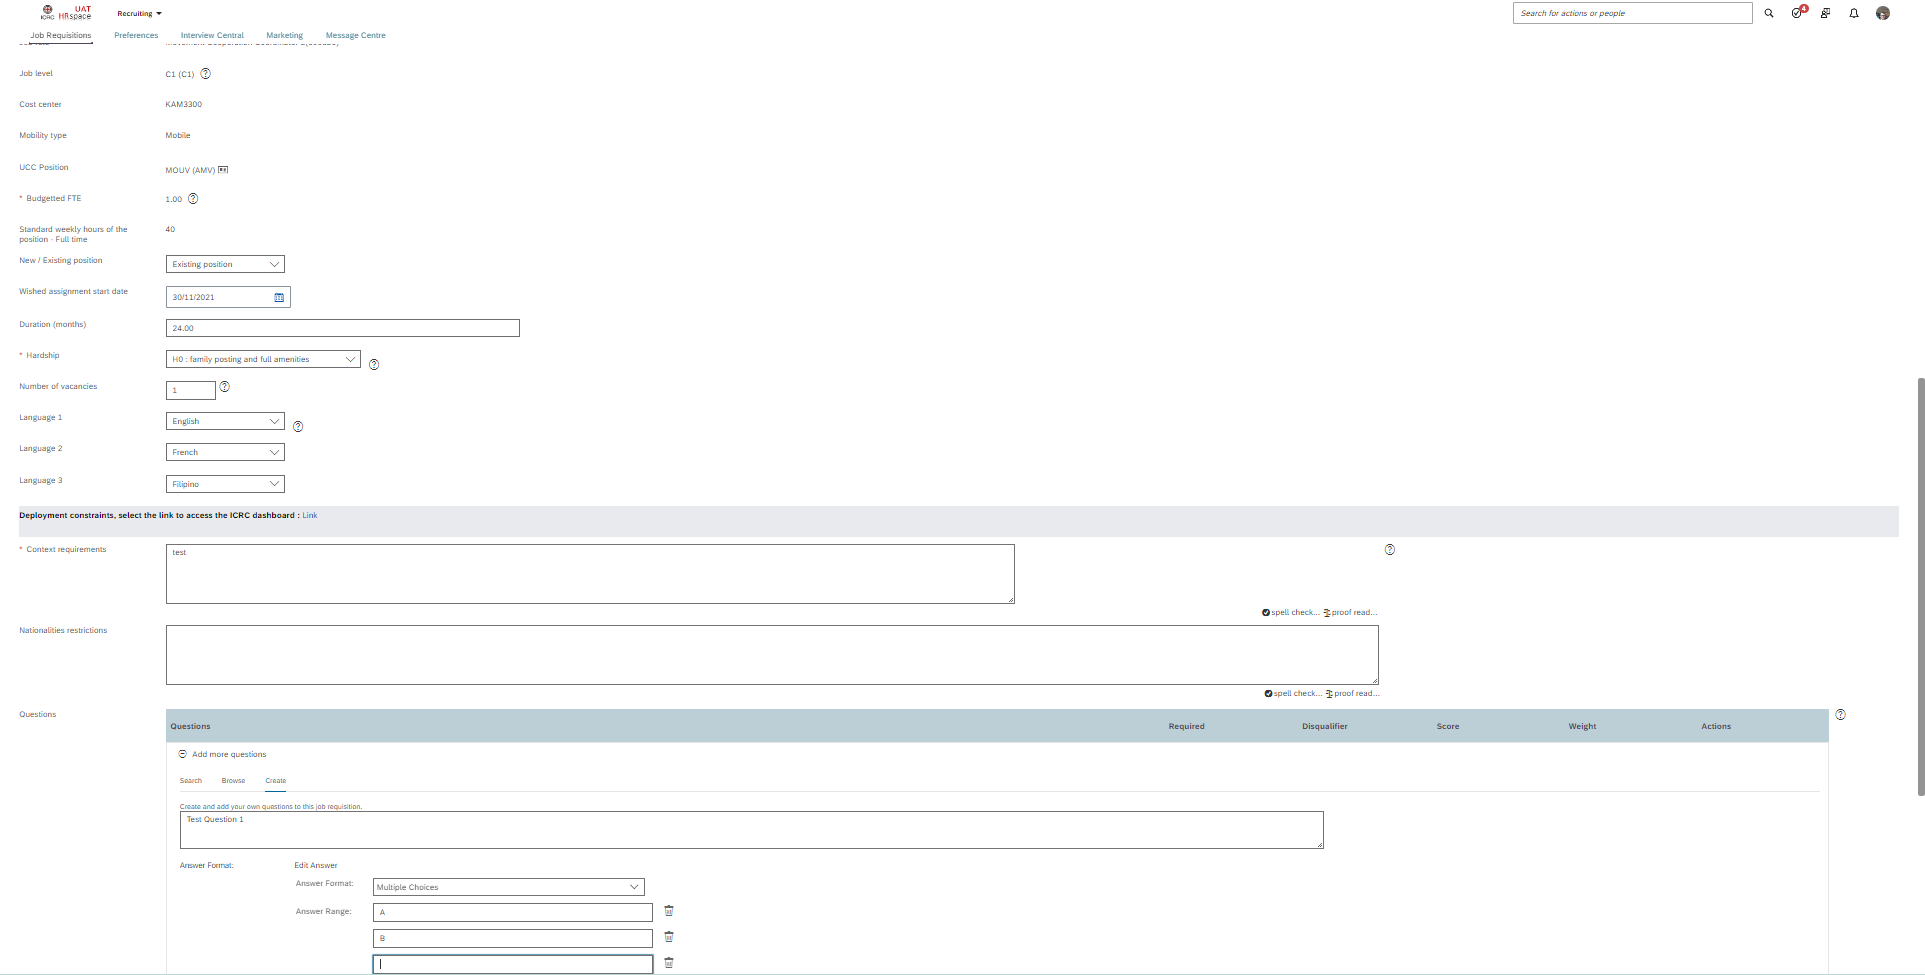 ICRC
UAT
HRspace
Recruiting
Search for actions or people
4
Job Requisitions
Preferences
Interview Central
Marketing
Message Centre
Job level
C1 (C1)
Cost center
KAM3300
Mobility type
Mobile
UCC Position
MOUV (AMV)
* Budgetted FTE
1.00
Standard weekly hours of the
position - Full time
40
New / Existing position
Existing position
Wished assignment start date
30/11/2021
Duration (months)
24.00
* Hardship
H0 : family posting and full amenities
Number of vacancies
1
Language 1
English
Language 2
French
Language 3
Filipino
Deployment constraints, select the link to access the ICRC dashboard : Link
* Context requirements
test
spell check... proof read...
Nationalities restrictions
spell check... proof read...
Questions
Questions Required Disqualifier Score Weight Actions
Add more questions
Search Browse Create
Create and add your own questions to this job requisition.
Test Question 1
Answer Format: Edit Answer
Answer Format: Multiple Choices
Answer Range: A
B